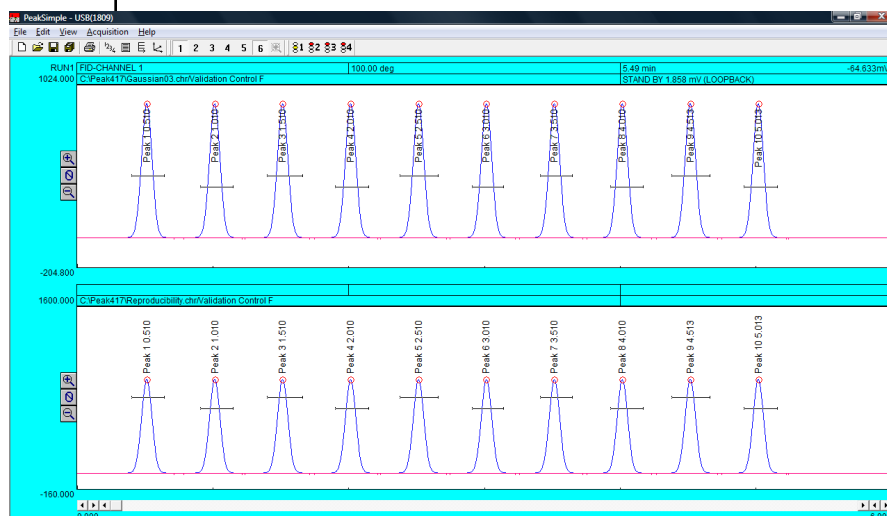 PeakSimple - USB(1809)
File Edit View Acquisition Help
1 2 3 4 5 6 1 2 3 4
RUN1 FID-CHANNEL 1 100.00 deg 5.49 min -64.633mV
1024.000 C:\Peak417\Gaussian03.chr/Validation Control F STAND BY 1.858 mV (LOOPBACK)
Peak 1 0.510 Peak 2 1.010 Peak 3 1.510 Peak 4 2.010 Peak 5 2.510 Peak 6 3.010 Peak 7 3.510 Peak 8 4.010 Peak 9 4.513 Peak 10 5.013
-204.800
1600.000 C:\Peak417\Reproducibility.chr/Validation Control F
Peak 1 0.510 Peak 2 1.010 Peak 3 1.510 Peak 4 2.010 Peak 5 2.510 Peak 6 3.010 Peak 7 3.510 Peak 8 4.010 Peak 9 4.513 Peak 10 5.013
-160.000